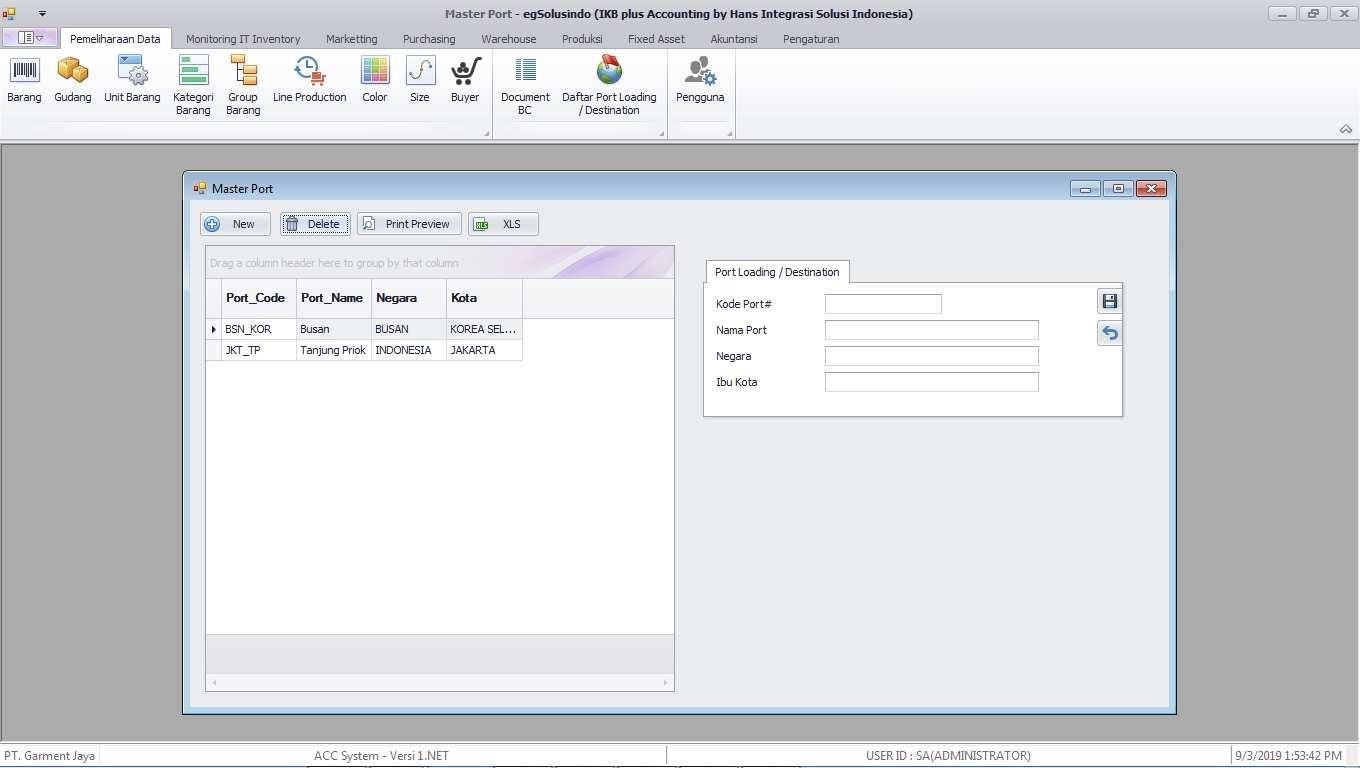 Master Port - egSolusindo (IKB plus Accounting by Hans Integrasi Solusi Indonesia)
Pemeliharaan Data Monitoring IT Inventory Marketting Purchasing Warehouse Produksi Fixed Asset Akuntansi Pengaturan
Barang Gudang Unit Barang Kategori Barang Group Barang Line Production Color Size Buyer Document BC Daftar Port Loading / Destination Pengguna
Master Port
New Delete Print Preview XLS XLS
Drag a column header here to group by that column
Port_Code Port_Name Negara Kota
BSN_KOR Busan BUSAN KOREA SEL...
JKT_TP Tanjung Priok INDONESIA JAKARTA
Port Loading / Destination
Kode Port#
Nama Port
Negara
Ibu Kota
PT. Garment Jaya ACC System - Versi 1.NET USER ID : SA(ADMINISTRATOR) 9/3/2019 1:53:42 PM